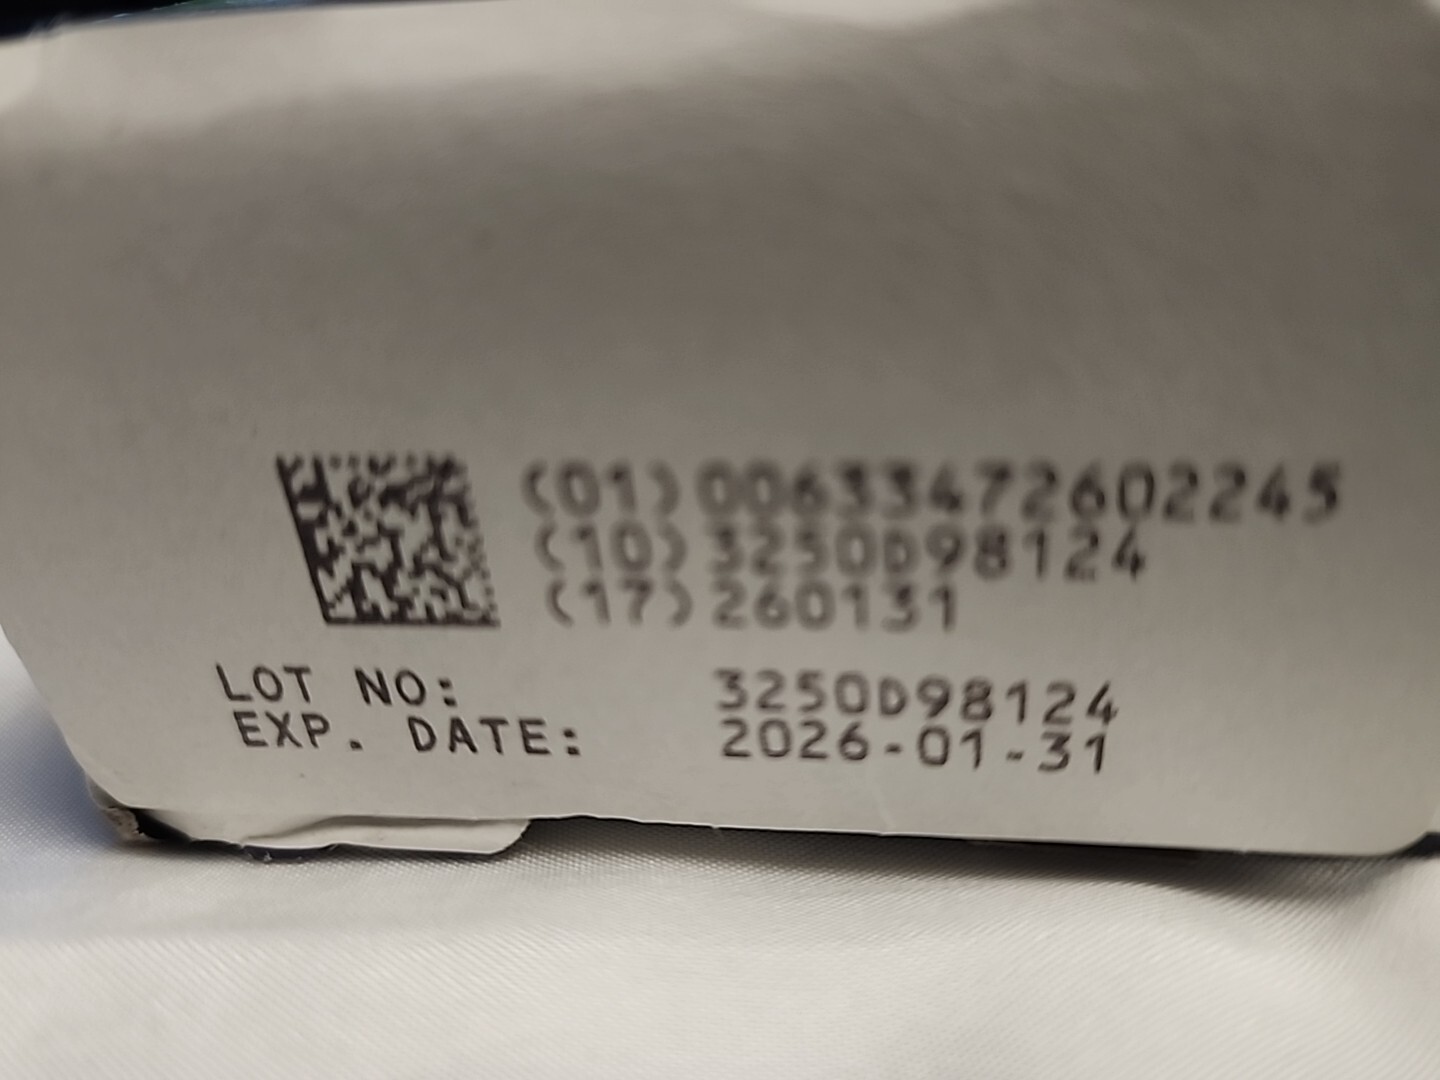 (01)00633472602245
(10)3250D98124
(17)260131
LOT NO: 3250D98124
EXP. DATE: 2026-01-31